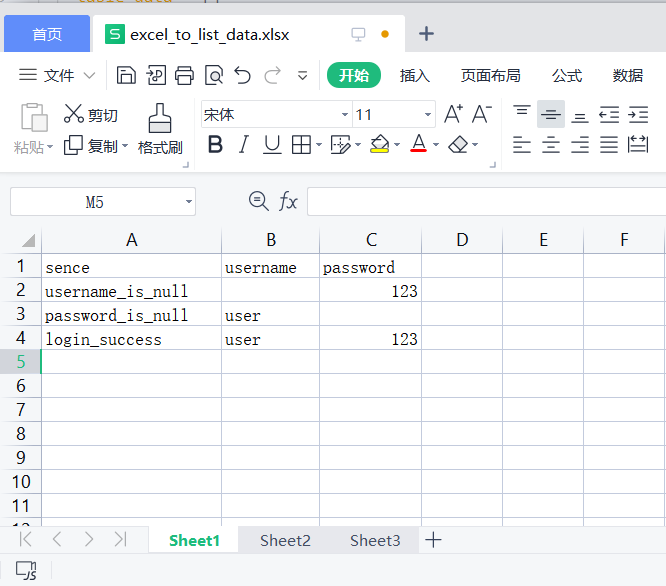 首页 S excel_to_list_data.xlsx
文件 开始 插入 页面布局 公式 数据
粘贴 剪切 复制 格式刷 宋体 11 A+ A-
B I U A
M5 fx
A B C D E F
1 sence username password
2 username_is_null 123
3 password_is_null user
4 login_success user 123
5
6
7
8
9
10
11
Sheet1 Sheet2 Sheet3